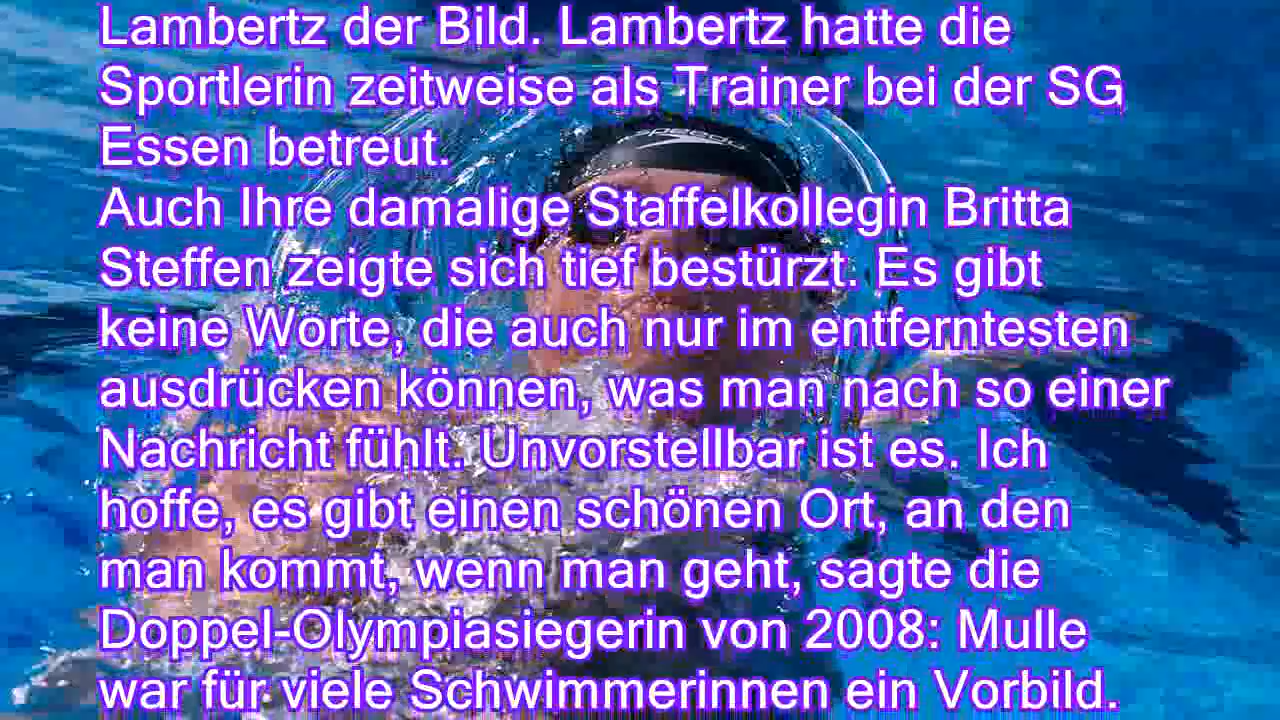 Lambertz der Bild. Lambertz hatte die
Sportlerin zeitweise als Trainer bei der SG
Essen betreut.
Auch Ihre damalige Staffelkollegin Britta
Steffen zeigte sich tief bestürzt. Es gibt
keine Worte, die auch nur im entferntesten
ausdrücken können, was man nach so einer
Nachricht fühlt. Unvorstellbar ist es. Ich
hoffe, es gibt einen schönen Ort, an den
man kommt, wenn man geht, sagte die
Doppel-Olympiasiegerin von 2008: Mulle
war für viele Schwimmerinnen ein Vorbild.
speedo